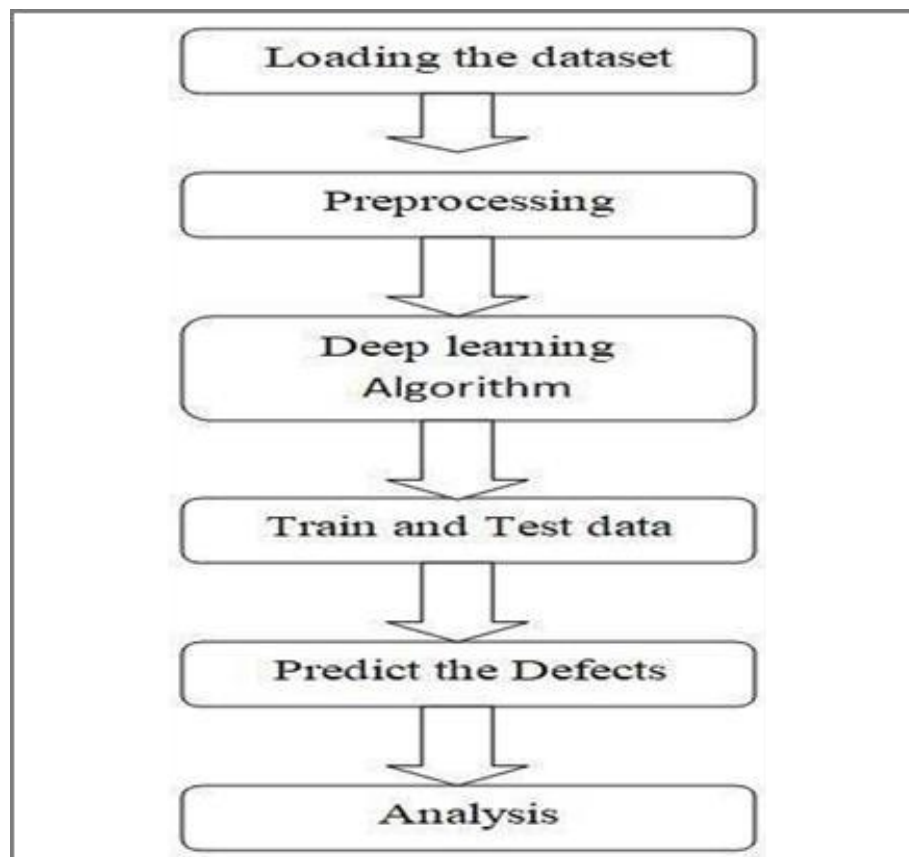 Loading the dataset
Preprocessing
Deep learning
Algorithm
Train and Test data
Predict the Defects
Analysis